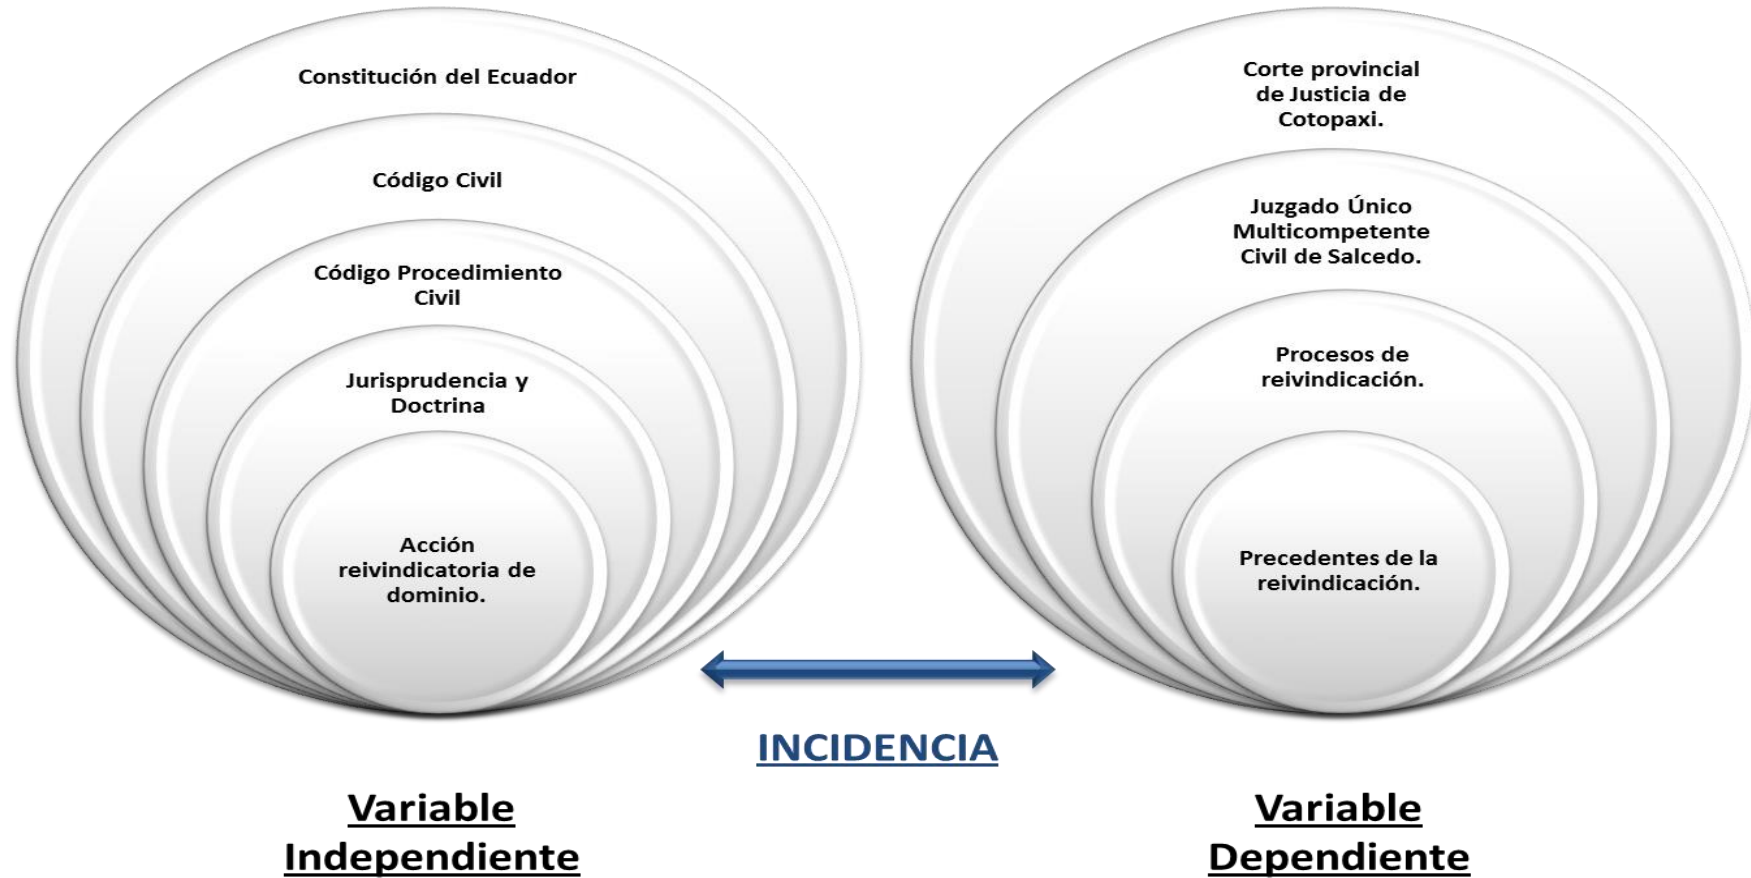 Constitución del Ecuador
Código Civil
Código Procedimiento
Civil
Jurisprudencia y
Doctrina
Acción
reivindicatoria de
dominio.
Corte provincial
de Justicia de
Cotopaxi.
Juzgado Único
Multicompetente
Civil de Salcedo.
Procesos de
reivindicación.
Precedentes de la
reivindicación.
INCIDENCIA
Variable
Independiente
Variable
Dependiente